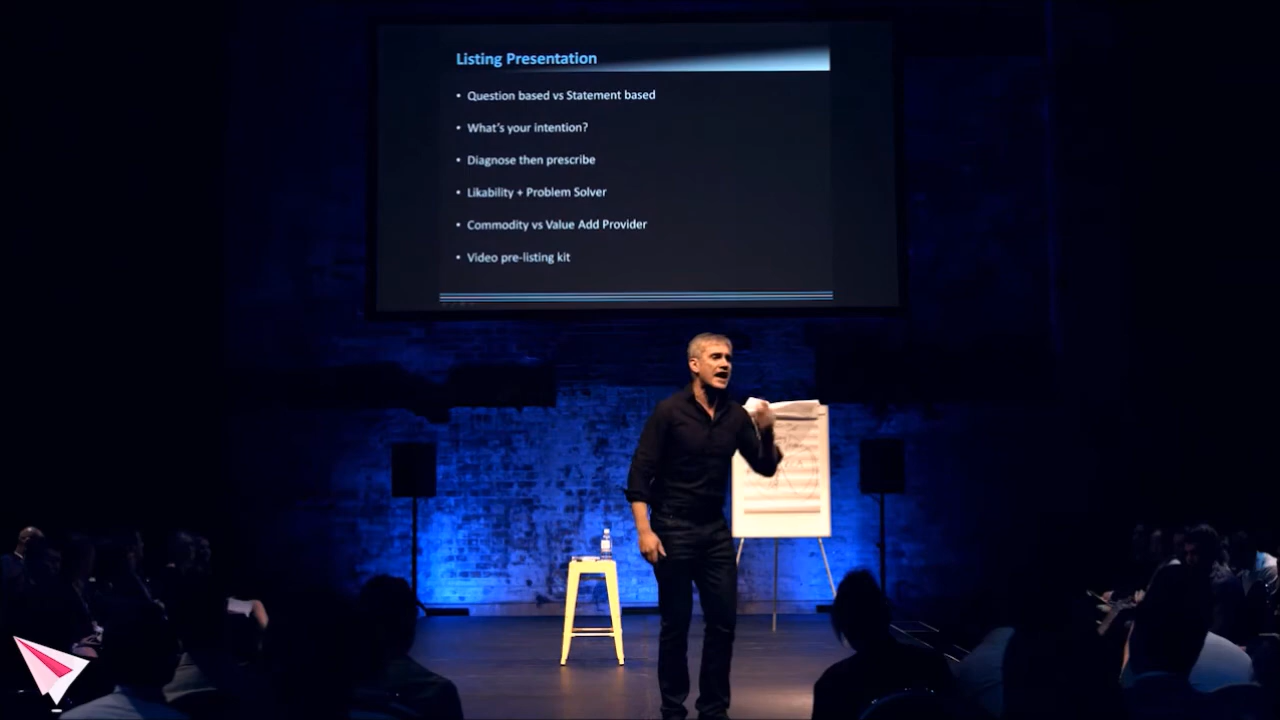 Listing Presentation
• Question based vs Statement based
• What's your intention?
• Diagnose then prescribe
• Likability + Problem Solver
• Commodity vs Value Add Provider
• Video pre-listing kit